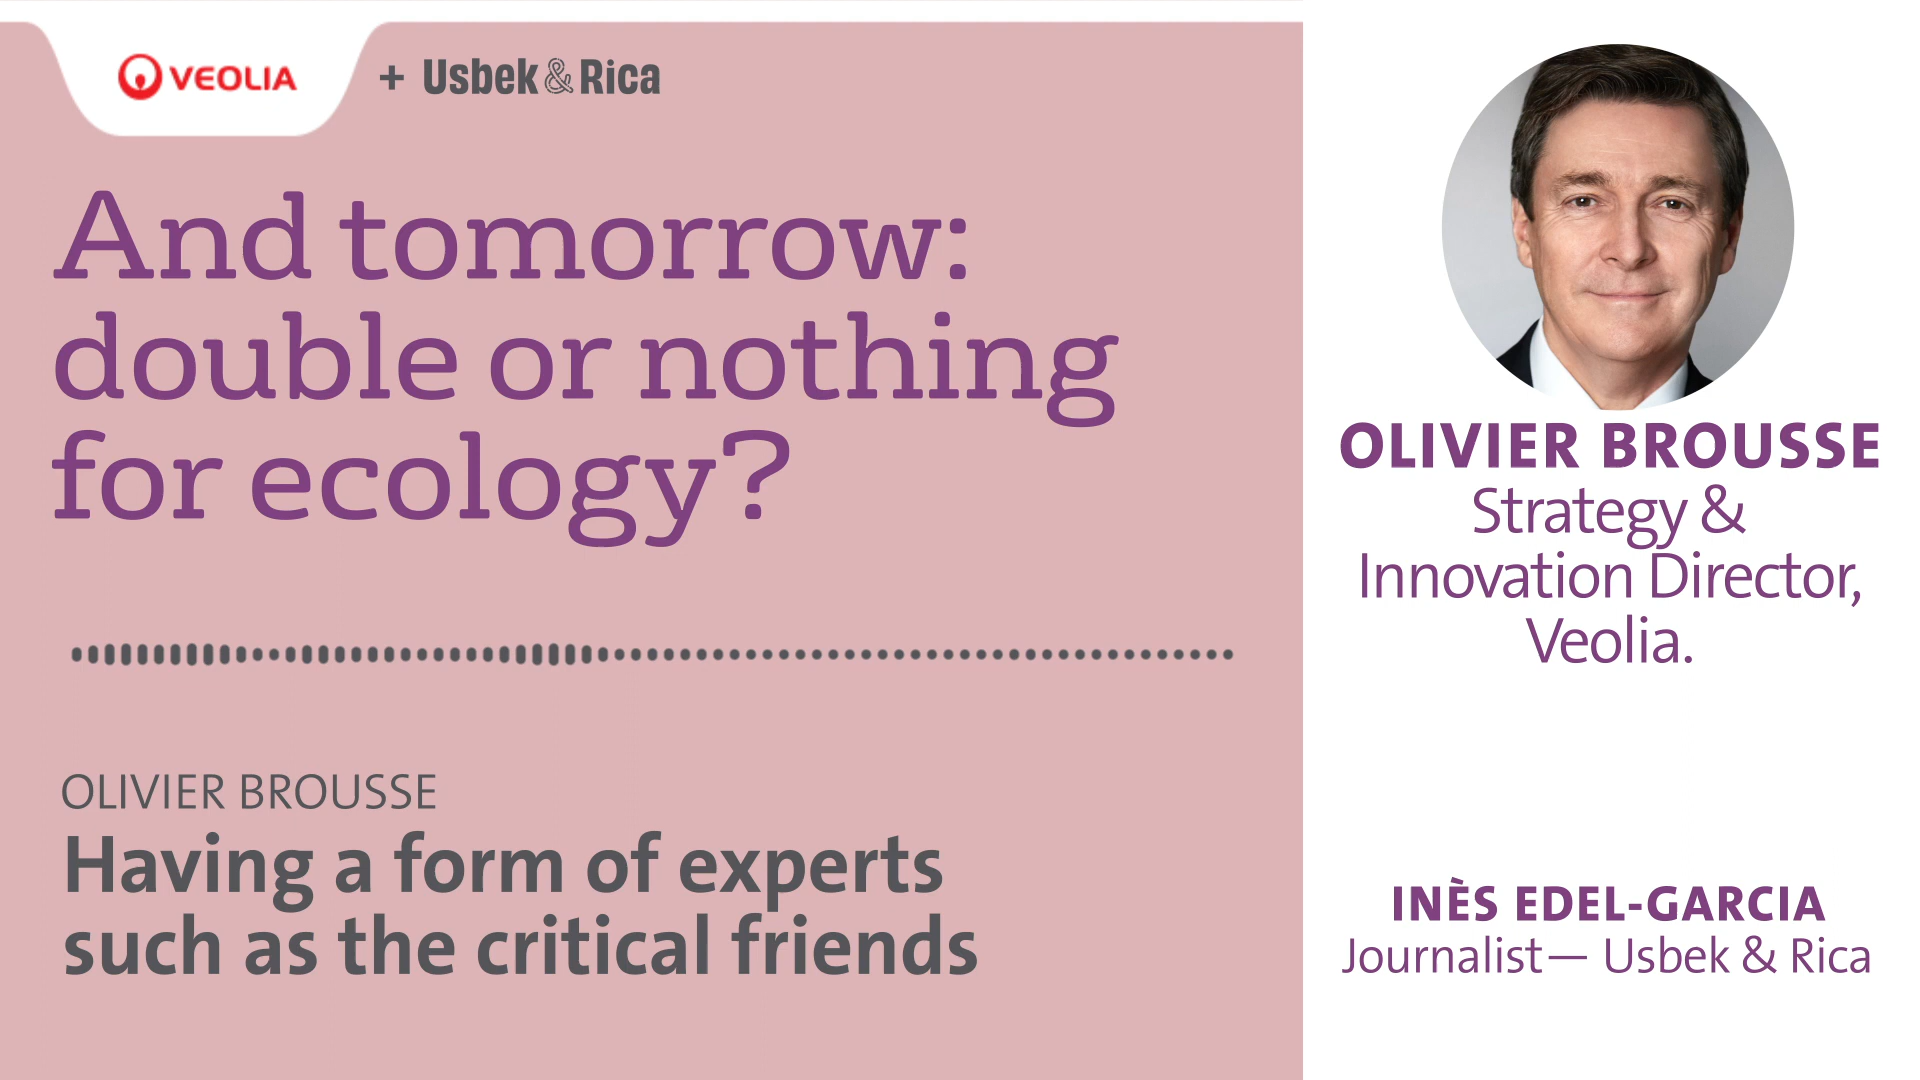 VEOLIA + Usbek & Rica
And tomorrow:
double or nothing
for ecology?
OLIVIER BROUSSE
Having a form of experts
such as the critical friends
OLIVIER BROUSSE
Strategy &
Innovation Director,
Veolia.
INÈS EDEL-GARCIA
Journalist— Usbek & Rica